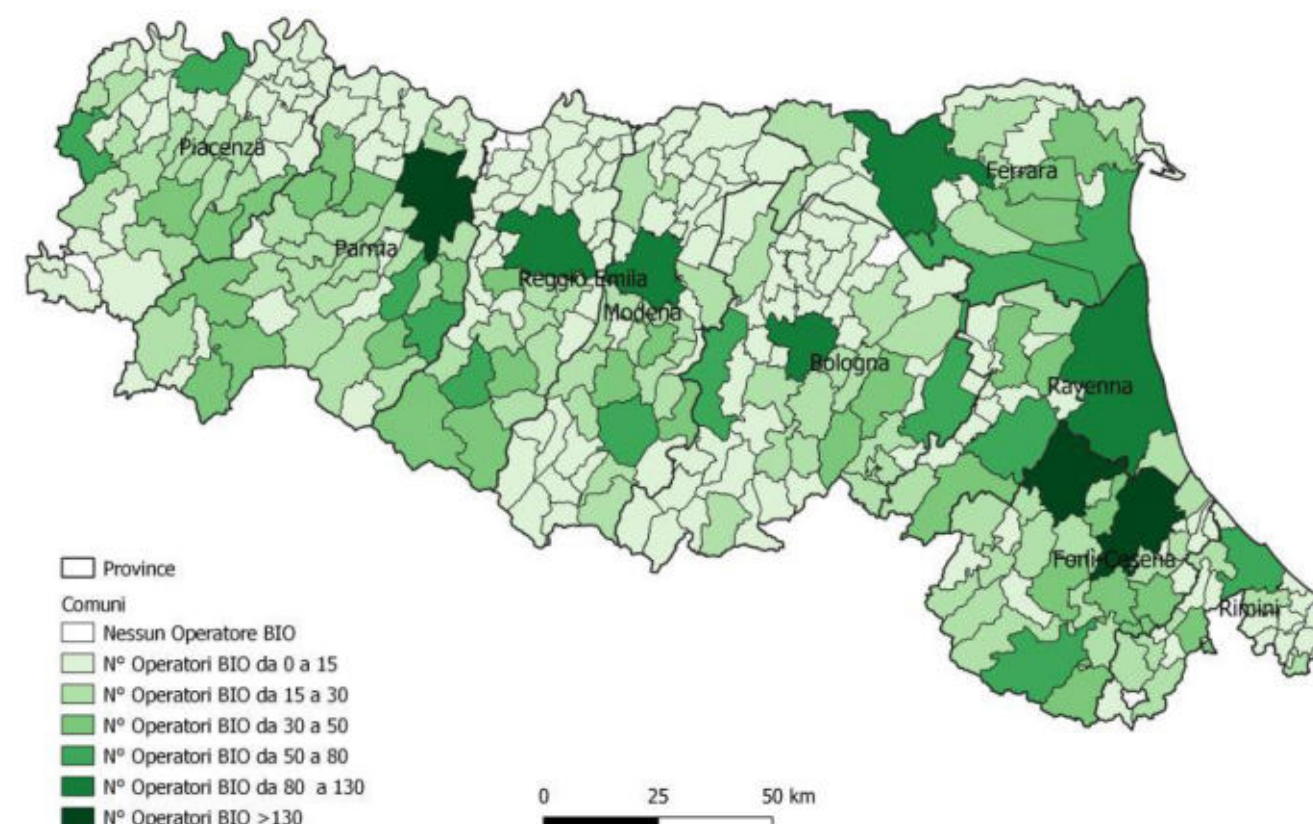 Piacenza
Ferrara
Parma
Reggio Emila
Modena
Bologna
Ravenna
Forlì-Cesena
Rimini
Province
Comuni
Nessun Operatore BIO
N° Operatori BIO da 0 a 15
N° Operatori BIO da 15 a 30
N° Operatori BIO da 30 a 50
N° Operatori BIO da 50 a 80
N° Operatori BIO da 80 a 130
N° Operatori BIO >130
0 25 50 km